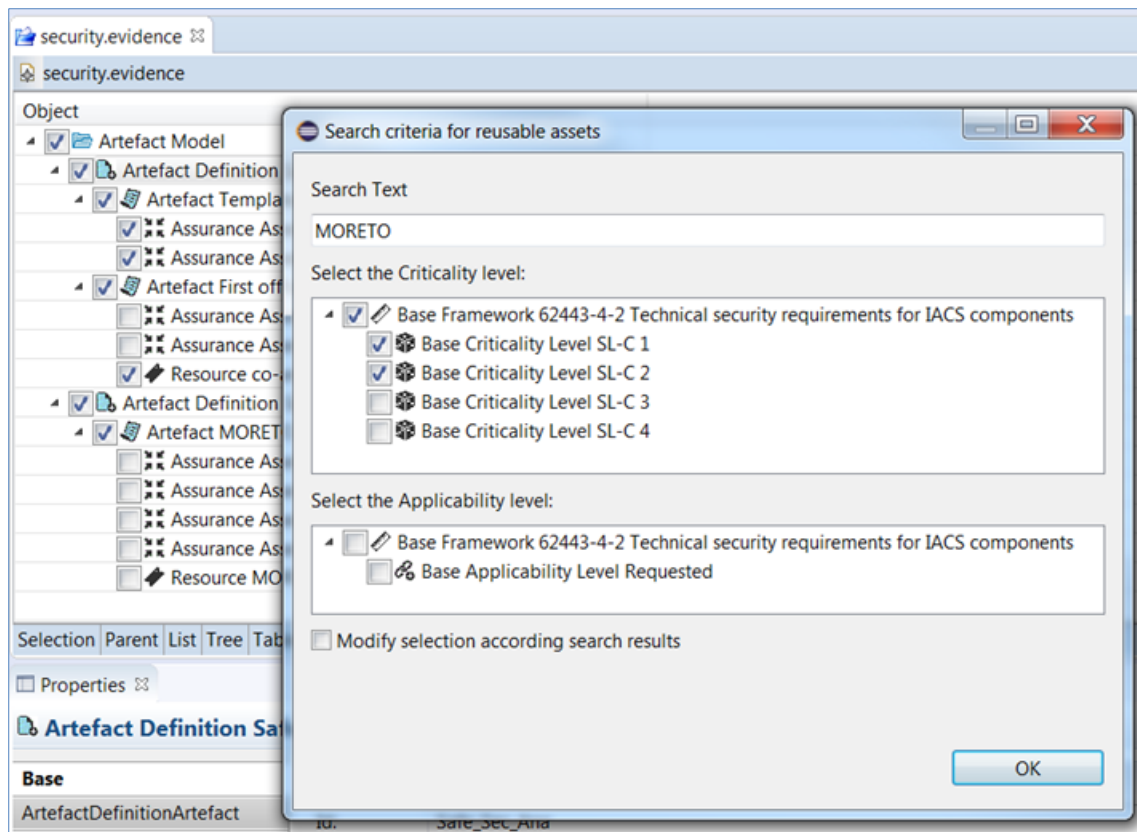 security.evidence
security.evidence
Object
Artefact Model
Artefact Definition
Artefact Templa
Assurance As
Assurance As
Artefact First off
Assurance As
Assurance As
Resource co-
Artefact Definition
Artefact MORET
Assurance As
Assurance As
Assurance As
Assurance As
Resource MO
Selection Parent List Tree Tab
Properties
Artefact Definition Saf
Base
ArtefactDefinitionArtefact
Id: Safe_Sec_Ana
Search criteria for reusable assets
Search Text
MORETO
Select the Criticality level:
Base Framework 62443-4-2 Technical security requirements for IACS components
Base Criticality Level SL-C 1
Base Criticality Level SL-C 2
Base Criticality Level SL-C 3
Base Criticality Level SL-C 4
Select the Applicability level:
Base Framework 62443-4-2 Technical security requirements for IACS components
Base Applicability Level Requested
Modify selection according search results
OK